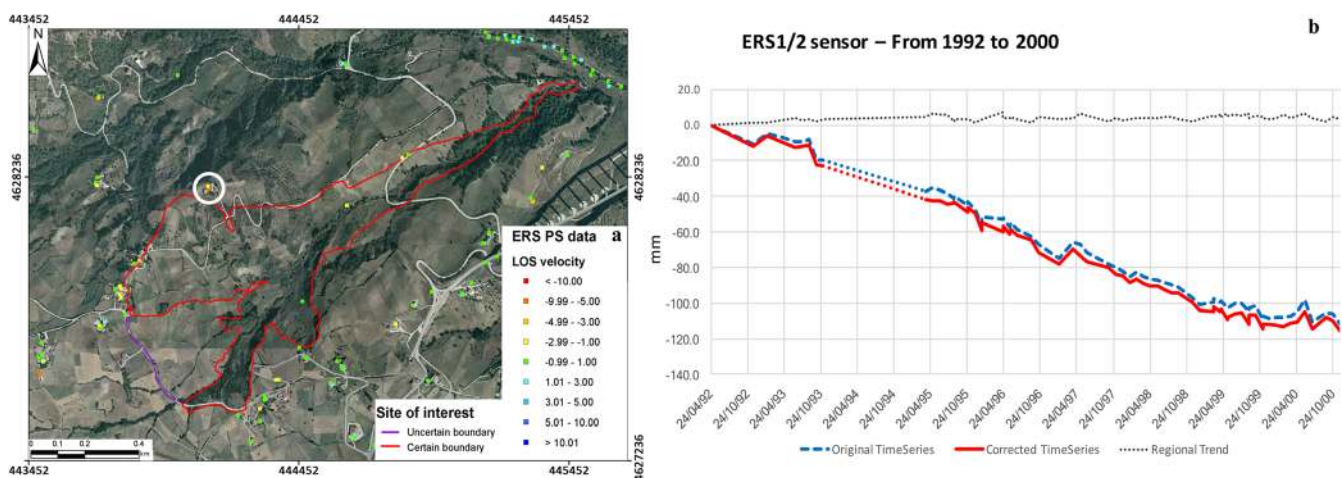 443452
444452
445452
N
4628236
4628236
ERS PS data
a
LOS velocity
< -10.00
-9.99 - -5.00
-4.99 - -3.00
-2.99 - -1.00
-0.99 - 1.00
1.01 - 3.00
3.01 - 5.00
5.01 - 10.00
> 10.01
Site of interest
Uncertain boundary
Certain boundary
0 0.1 0.2 0.4
km
4627236
443452
444452
445452
b
ERS1/2 sensor – From 1992 to 2000
20.0
0.0
-20.0
-40.0
-60.0
-80.0
-100.0
-120.0
-140.0
mm
24/04/92
24/10/92
24/04/93
24/10/93
24/04/94
24/10/94
24/04/95
24/10/95
24/04/96
24/10/96
24/04/97
24/10/97
24/04/98
24/10/98
24/04/99
24/10/99
24/04/00
24/10/00
Original TimeSeries
Corrected TimeSeries
Regional Trend